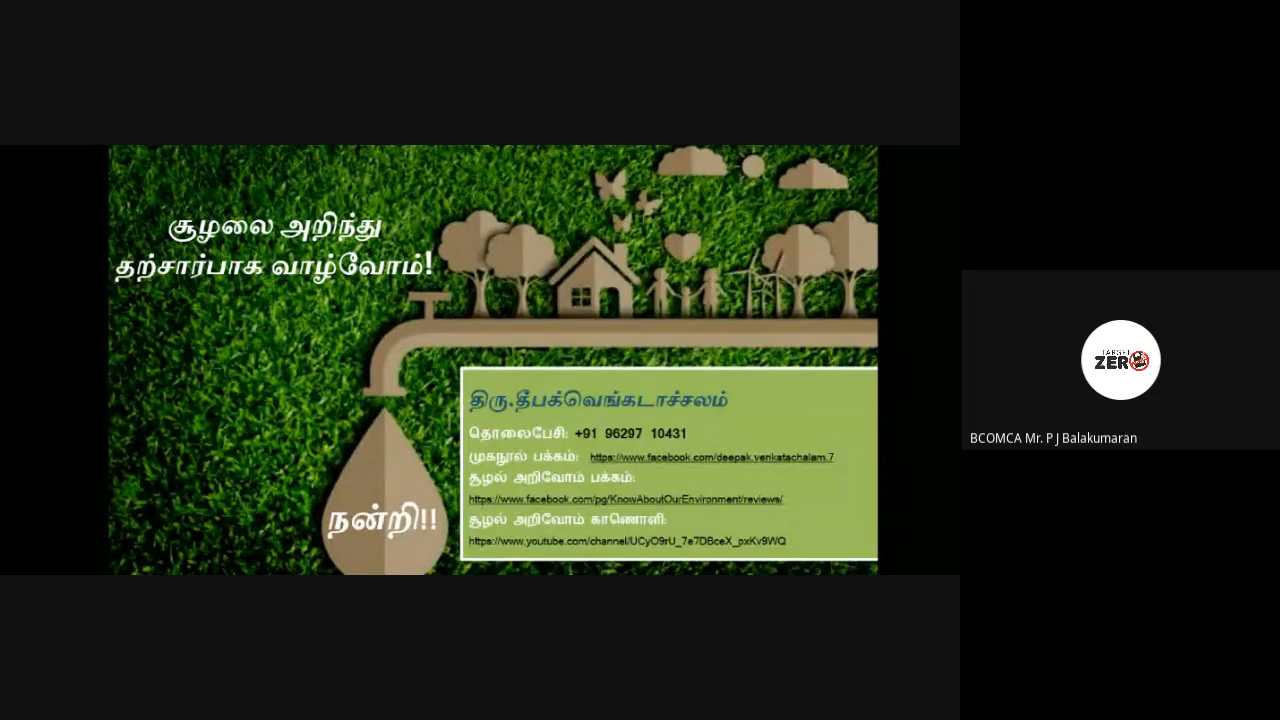 சூழலை அறிந்து
தற்சார்பாக வாழ்வோம்!
திரு.தீபக்வெங்கடாச்சலம்
தொலைபேசி: +91 96297 10431
முகநூல் பக்கம்: https://www.facebook.com/deepak.venkatachalam.7
சூழல் அறிவோம் பக்கம்:
https://www.facebook.com/pg/KnowAboutOurEnvironment/reviews/
சூழல் அறிவோம் காணொளி:
https://www.youtube.com/channel/UCyO9rU_7e7DBceX_pxKv9WQ
நன்றி!!
TARGET
ZERO
BCOMCA Mr. P J Balakumaran